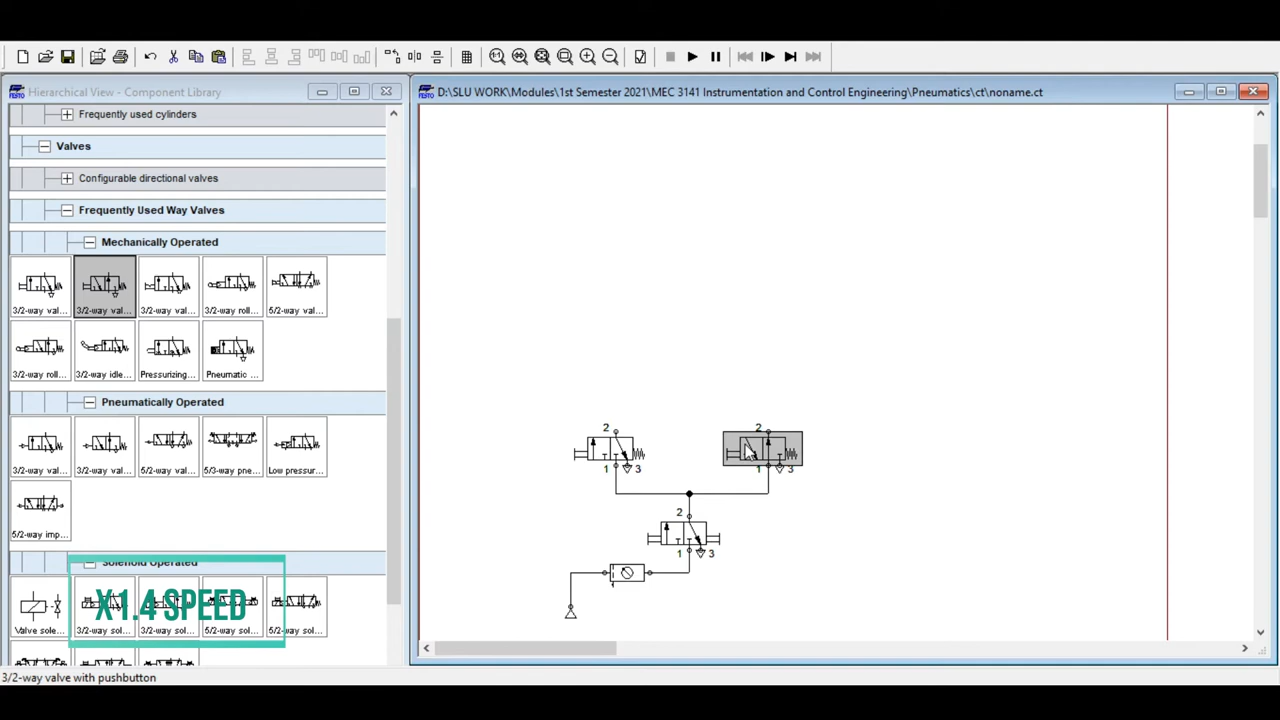 Hierarchical View - Component Library
Frequently used cylinders
Valves
Configurable directional valves
Frequently Used Way Valves
Mechanically Operated
3/2-way val... 3/2-way val... 3/2-way val... 3/2-way roll... 5/2-way val...
3/2-way roll... 3/2-way idle... Pressurizing... Pneumatic ...
Pneumatically Operated
3/2-way val... 3/2-way val... 5/2-way val... 5/3-way pne... Low pressur...
5/2-way imp...
Solenoid Operated
Valve sole... 3/2-way sol... 3/2-way sol... 5/2-way sol... 5/2-way sol...
X1.4 SPEED
3/2-way valve with pushbutton
FESTO
D:\SLU WORK\Modules\1st Semester 2021\MEC 3141 Instrumentation and Control Engineering\Pneumatics\ct\noname.ct
2 2
1 3 1 3
2
1 3